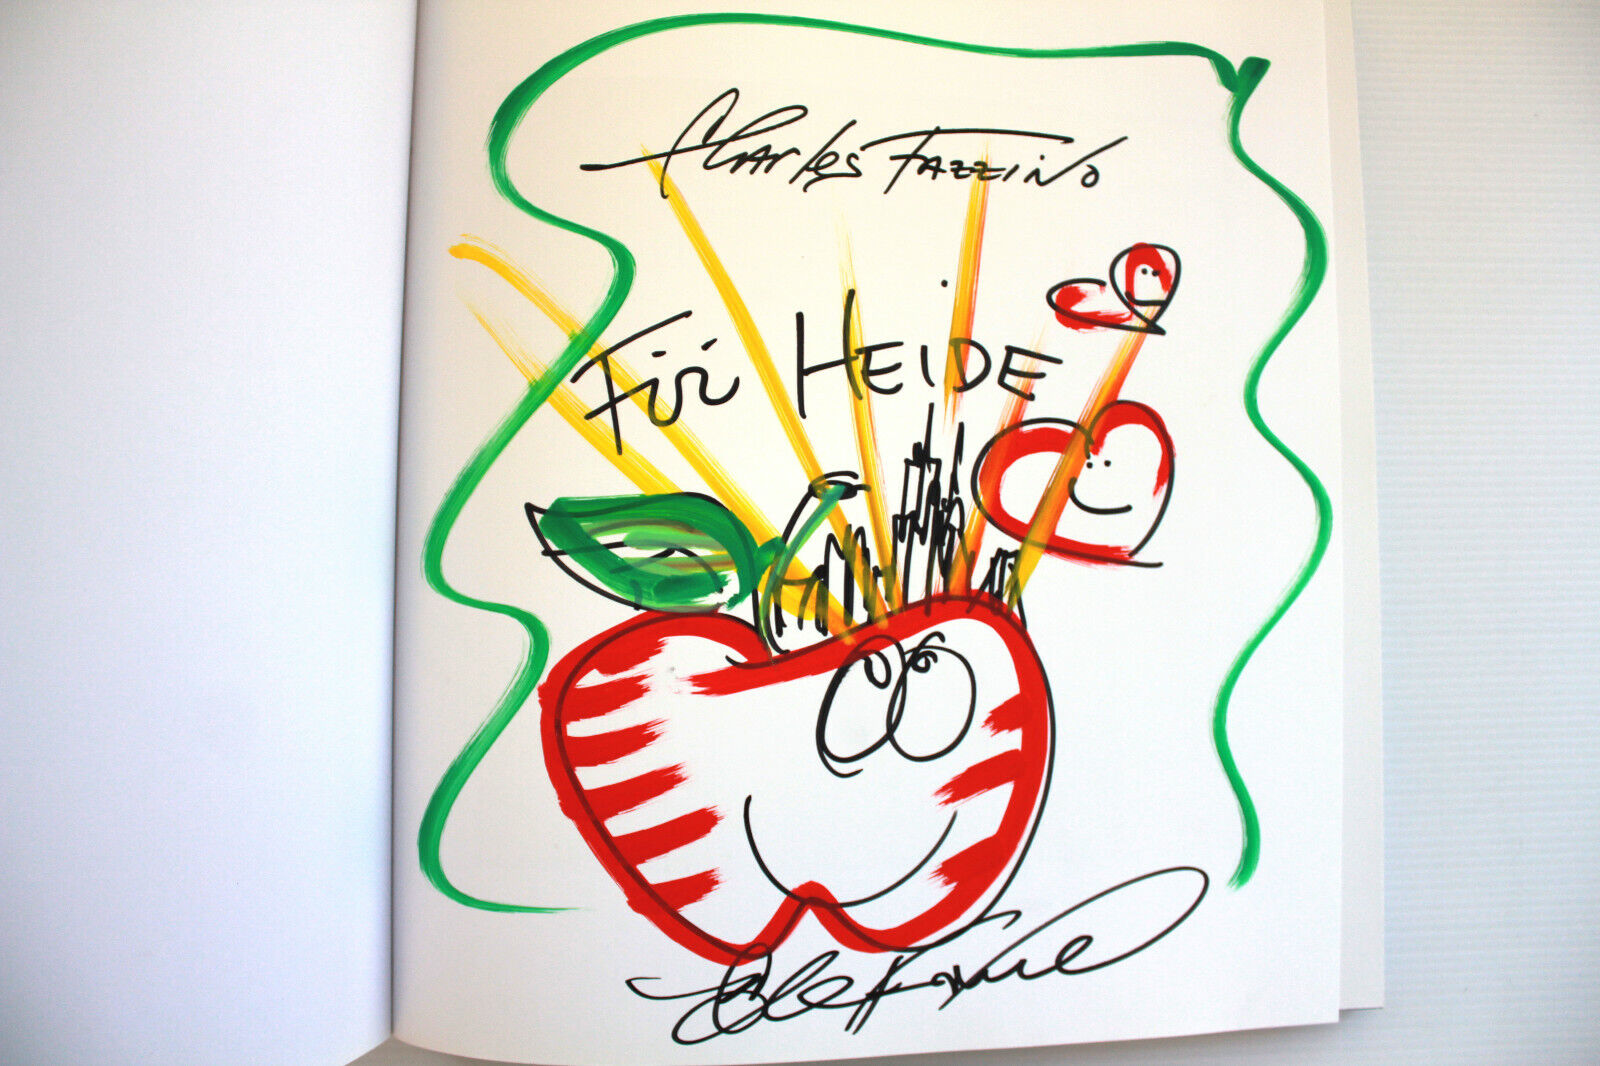 Charles Fazzino
Für HEIDE